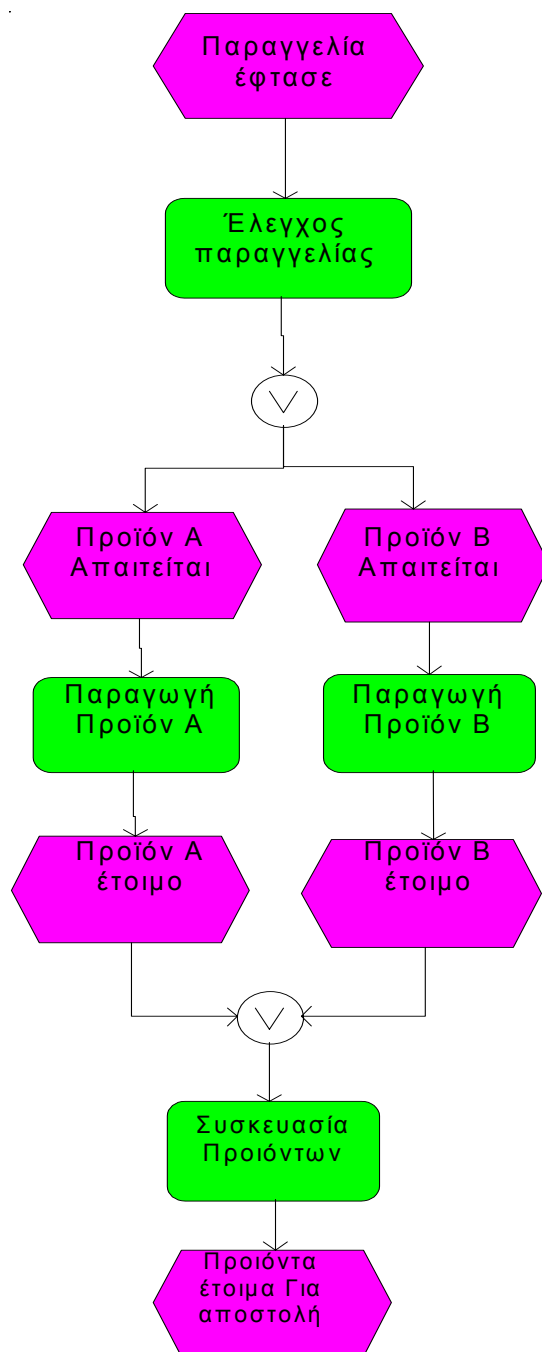 Παραγγελία
έφτασε
Έλεγχος
παραγγελίας
Προϊόν Α
Απαιτείται
Προϊόν Β
Απαιτείται
Παραγωγή
Προϊόν Α
Παραγωγή
Προϊόν Β
Προϊόν Α
έτοιμο
Προϊόν Β
έτοιμο
Συσκευασία
Προιόντων
Προιόντα
έτοιμα Για
αποστολή